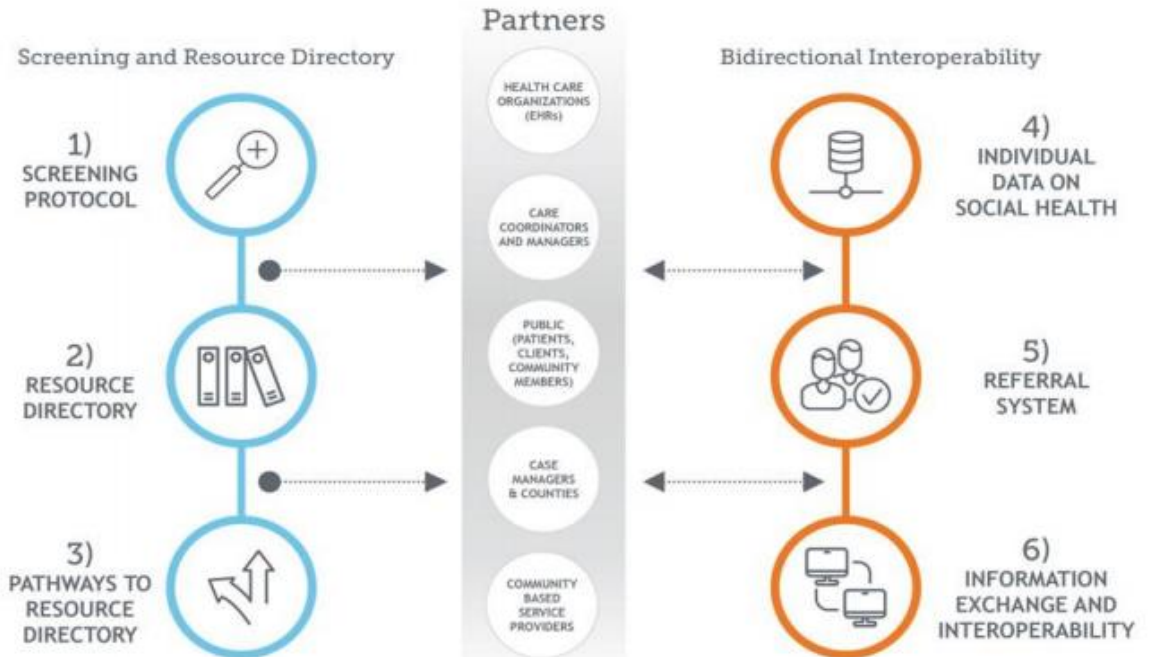 Partners
Screening and Resource Directory
Bidirectional Interoperability
1)
SCREENING
PROTOCOL
2)
RESOURCE
DIRECTORY
3)
PATHWAYS TO
RESOURCE
DIRECTORY
HEALTH CARE
ORGANIZATIONS
(EHRs)
CARE
COORDINATORS
AND MANAGERS
PUBLIC
(PATIENTS,
CLIENTS,
COMMUNITY
MEMBERS)
CASE
MANAGERS
& COUNTIES
COMMUNITY
BASED
SERVICE
PROVIDERS
4)
INDIVIDUAL
DATA ON
SOCIAL HEALTH
5)
REFERRAL
SYSTEM
6)
INFORMATION
EXCHANGE AND
INTEROPERABILITY